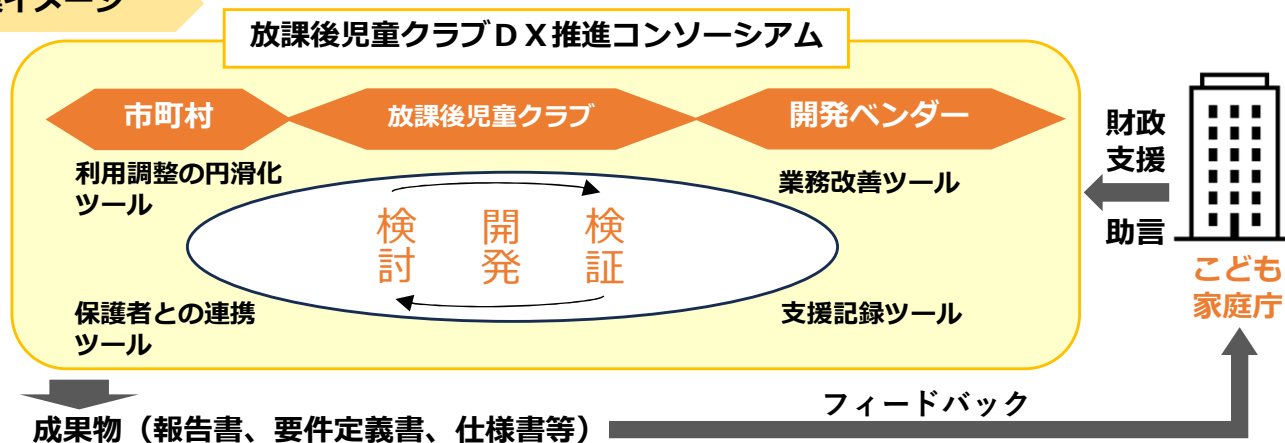 イメージ
放課後児童クラブＤＸ推進コンソーシアム
市町村
放課後児童クラブ
開発ベンダー
利用調整の円滑化
ツール
業務改善ツール
検討
開発
検証
保護者との連携
ツール
支援記録ツール
財政
支援
助言
こども
家庭庁
フィードバック
成果物（報告書、要件定義書、仕様書等）